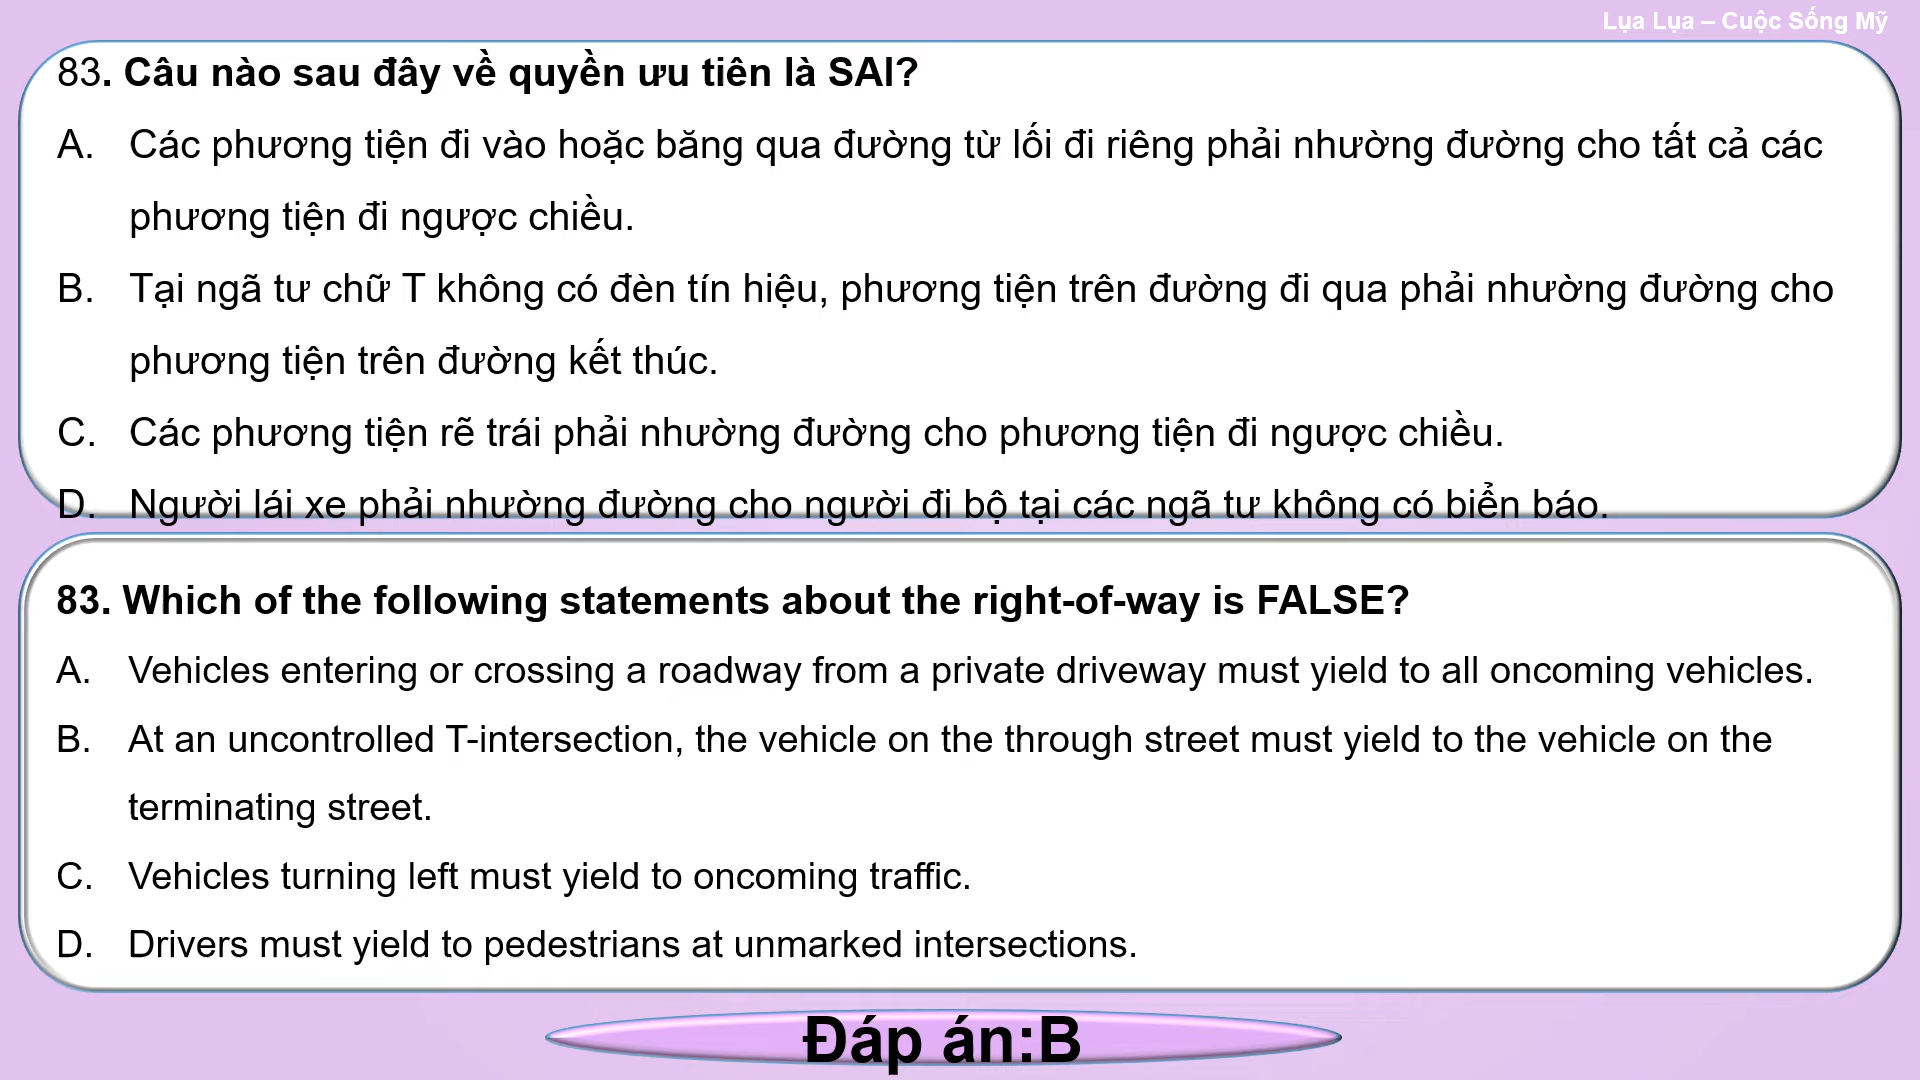 Lụa Lụa – Cuộc Sống Mỹ
83. Câu nào sau đây về quyền ưu tiên là SAI?
A. Các phương tiện đi vào hoặc băng qua đường từ lối đi riêng phải nhường đường cho tất cả các
phương tiện đi ngược chiều.
B. Tại ngã tư chữ T không có đèn tín hiệu, phương tiện trên đường đi qua phải nhường đường cho
phương tiện trên đường kết thúc.
C. Các phương tiện rẽ trái phải nhường đường cho phương tiện đi ngược chiều.
D. Người lái xe phải nhường đường cho người đi bộ tại các ngã tư không có biển báo.
83. Which of the following statements about the right-of-way is FALSE?
A. Vehicles entering or crossing a roadway from a private driveway must yield to all oncoming vehicles.
B. At an uncontrolled T-intersection, the vehicle on the through street must yield to the vehicle on the
terminating street.
C. Vehicles turning left must yield to oncoming traffic.
D. Drivers must yield to pedestrians at unmarked intersections.
Đáp án:B